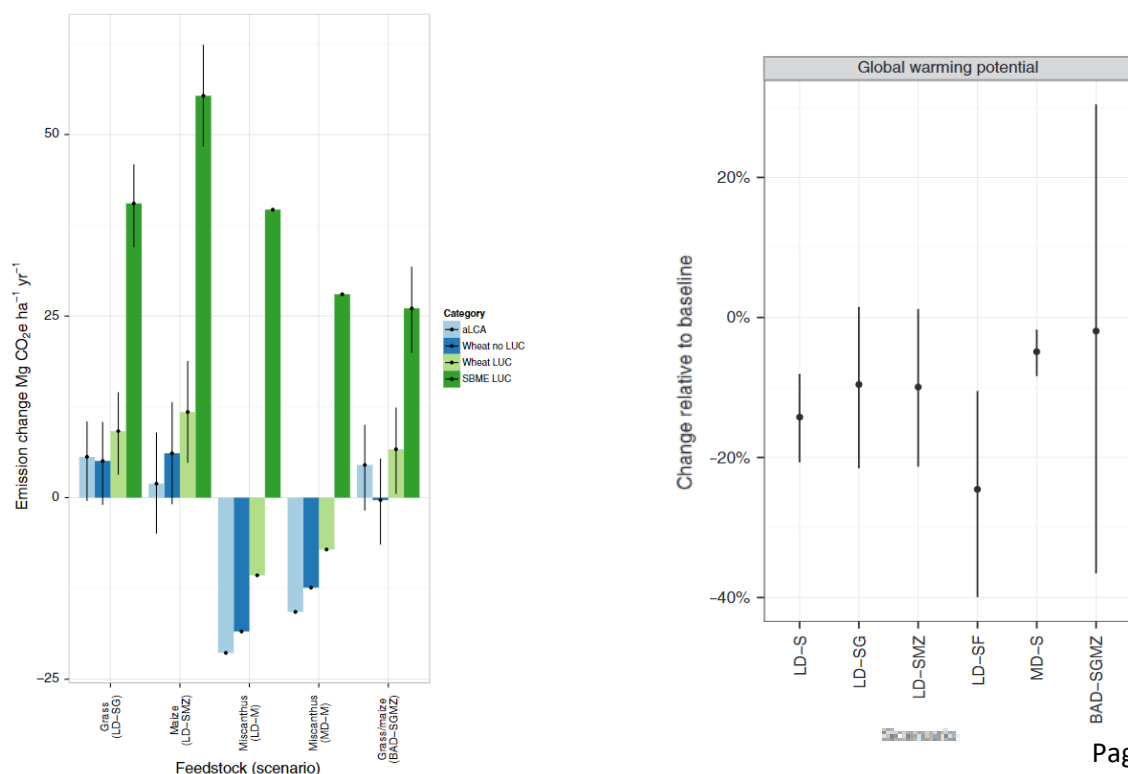 50
25
0
−25
Emission change Mg CO2e ha−1 yr−1
Category
aLCA
Wheat no LUC
Wheat LUC
SBME LUC
Grass
(LD−SG)
Maize
(LD−SMZ)
Miscanthus
(LD−M)
Miscanthus
(MD−M)
Grass/maize
(BAD−SGMZ)
Feedstock (scenario)
Global warming potential
20%
0%
−20%
−40%
Change relative to baseline
LD−S
LD−SG
LD−SMZ
LD−SF
MD−S
BAD−SGMZ
Scenario
Pag